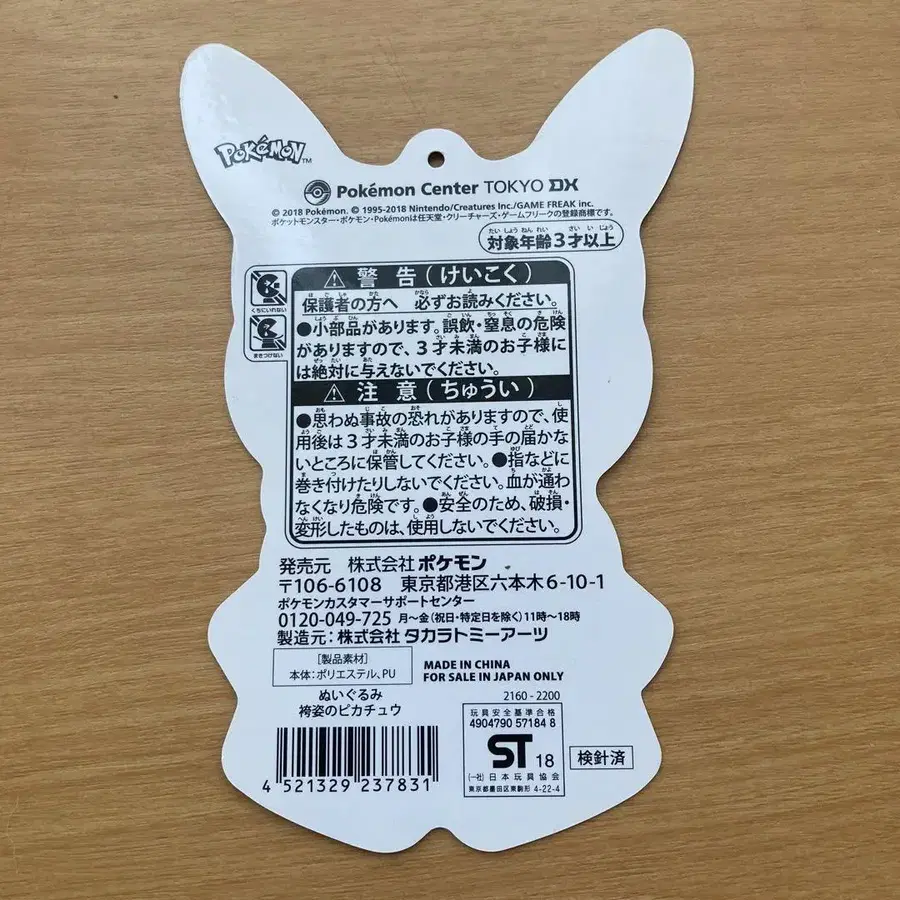 POKéMON™
Pokémon Center TOKYO DX
© 2018 Pokémon. © 1995-2018 Nintendo/Creatures Inc./GAME FREAK inc.
ポケットモンスター・ポケモン・Pokémonは任天堂・クリーチャーズ・ゲームフリークの登録商標です。
対象年齢3才以上
くちにいれない
まきつけない
⚠ 警告(けいこく)
保護者の方へ 必ずお読みください。
●小部品があります。誤飲・窒息の危険
がありますので、3才未満のお子様に
は絶対に与えないでください。
⚠ 注意(ちゅうい)
●思わぬ事故の恐れがありますので、使
用後は3才未満のお子様の手の届かな
いところに保管してください。●指などに
巻き付けたりしないでください。血が通わ
なくなり危険です。●安全のため、破損・
変形したものは、使用しないでください。
発売元 株式会社 ポケモン
〒106-6108 東京都港区六本木6-10-1
ポケモンカスタマーサポートセンター
0120-049-725 月～金(祝日・特定日を除く)11時～18時
製造元:株式会社 タカラトミーアーツ
[製品素材]
本体:ポリエステル、PU
MADE IN CHINA
FOR SALE IN JAPAN ONLY
ぬいぐるみ
袴姿のピカチュウ
2160-2200
4 521329 237831
玩具安全基準合格
4904790 57184 8
ST 18
(一社)日本玩具協会
東京都墨田区東駒形 4-22-4
検針済